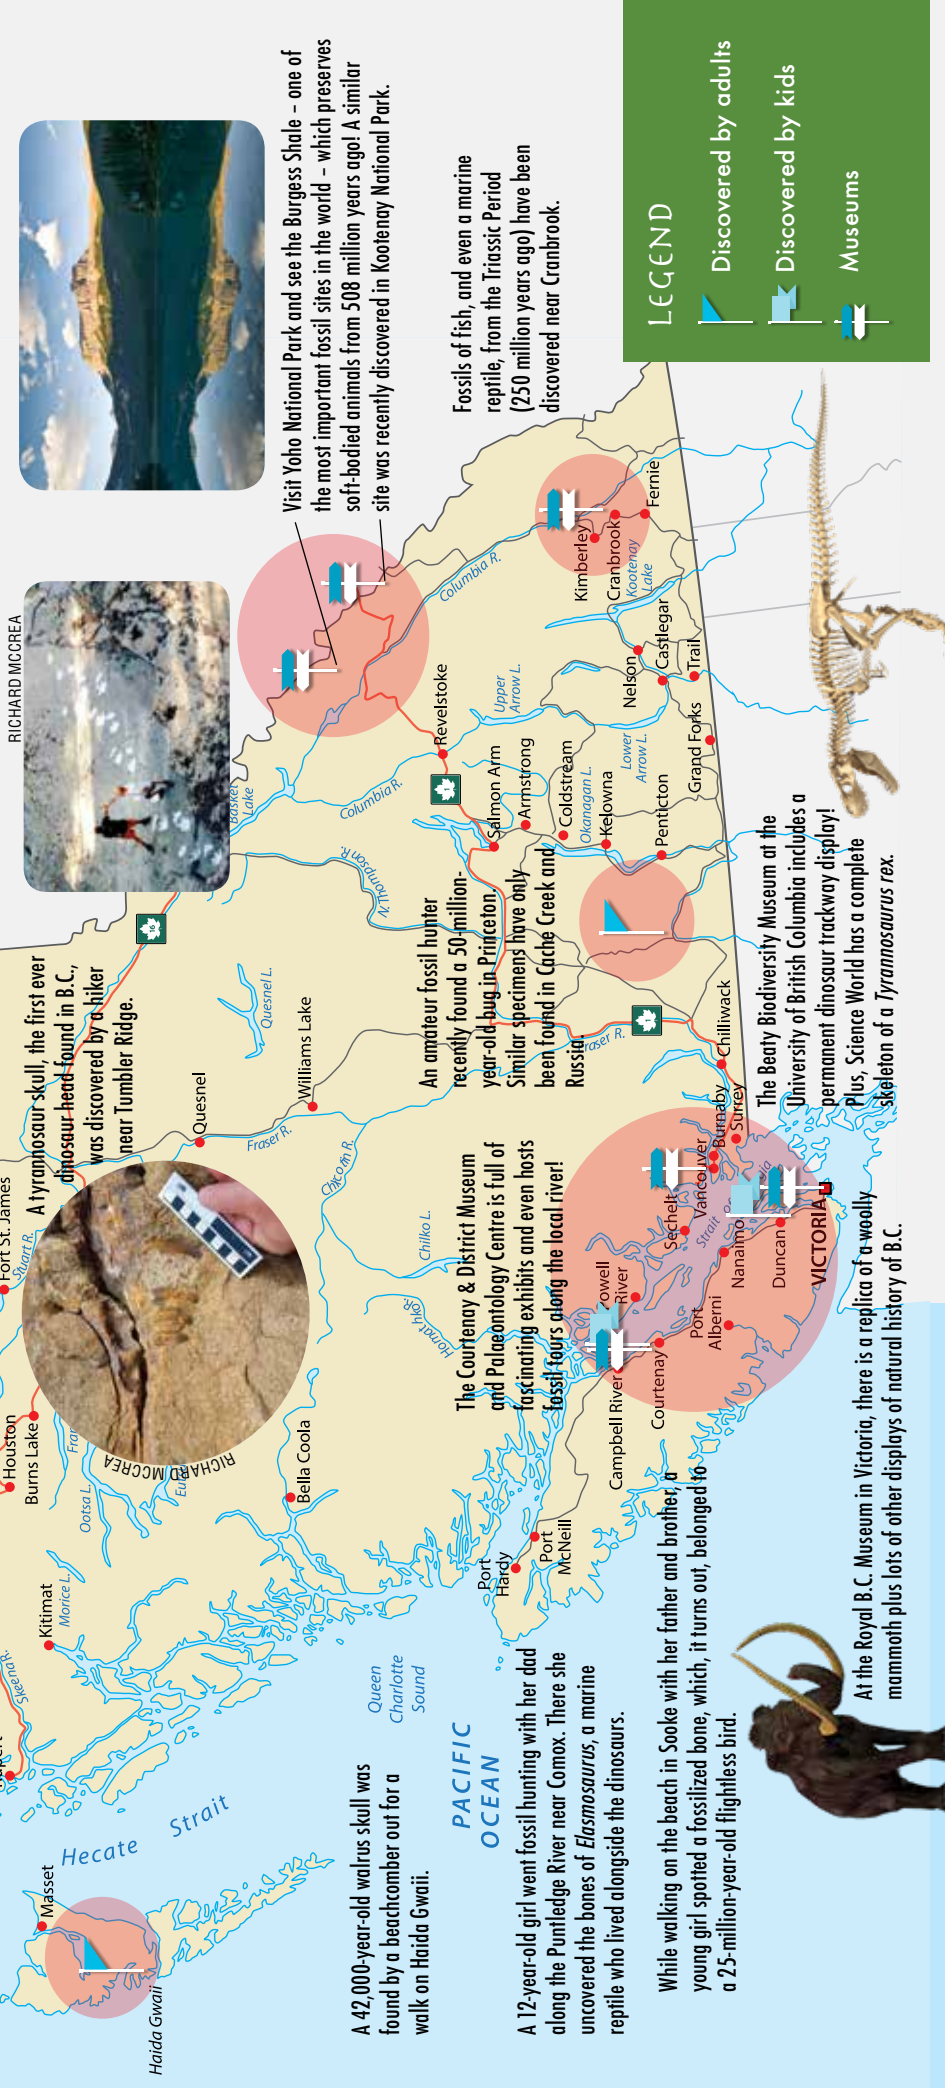 RICHARD MCCREA
A tyrannosaur skull, the first ever
dinosaur head found in B.C.,
was discovered by a hiker
near Tumbler Ridge.
RICHARD MCCREA
Visit Yoho National Park and see the Burgess Shale – one of
the most important fossil sites in the world – which preserves
soft-bodied animals from 508 million years ago! A similar
site was recently discovered in Kootenay National Park.
Fossils of fish, and even a marine
reptile, from the Triassic Period
(250 million years ago) have been
discovered near Cranbrook.
An amateur fossil hunter
recently found a 50-million-
year-old bug in Princeton.
Similar specimens have only
been found in Cache Creek and
Russia.
The Courtenay & District Museum
and Palaeontology Centre is full of
fascinating exhibits and even hosts
fossil tours along the local river!
A 42,000-year-old walrus skull was
found by a beachcomber out for a
walk on Haida Gwaii.
A 12-year-old girl went fossil hunting with her dad
along the Puntledge River near Comox. There she
uncovered the bones of Elasmosaurus, a marine
reptile who lived alongside the dinosaurs.
While walking on the beach in Sooke with her father and brother, a
young girl spotted a fossilized bone, which, it turns out, belonged to
a 25-million-year-old flightless bird.
At the Royal B.C. Museum in Victoria, there is a replica of a woolly
mammoth plus lots of other displays of natural history of B.C.
The Beaty Biodiversity Museum at the
University of British Columbia includes a
permanent dinosaur trackway display!
Plus, Science World has a complete
skeleton of a Tyrannosaurus rex.
LEGEND
Discovered by adults
Discovered by kids
Museums
Masset
Haida Gwaii
Hecate Strait
PACIFIC
OCEAN
Queen
Charlotte
Sound
Skeena R.
Kitimat
Morice L.
Houston
Burns Lake
Ootsa L.
Fort St. James
Stuart R.
Bella Coola
Quesnel
Quesnel L.
Williams Lake
Fraser R.
Chilko L.
Homathko R.
Port
Hardy
Port
McNeill
Campbell River
Courtenay
Powell
River
Port
Alberni
Sechelt
Nanaimo
Duncan
VICTORIA
Vancouver
Burnaby
Surrey
Chilliwack
Fraser R.
1
16
N. Thompson R.
Lake
Columbia R.
1
Revelstoke
Columbia R.
Upper
Arrow L.
Salmon Arm
Armstrong
Coldstream
Okanagan L.
Kelowna
Penticton
Lower
Arrow L.
Grand Forks
Nelson
Castlegar
Trail
Kootenay
Lake
Kimberley
Cranbrook
Fernie